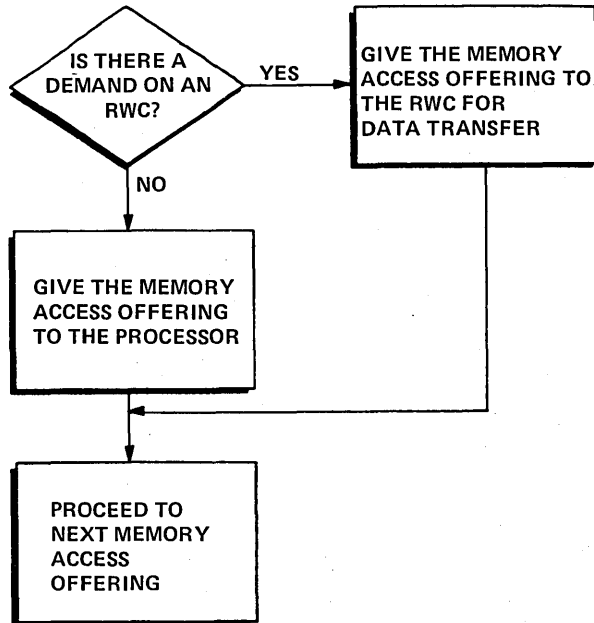 IS THERE A
DEMAND ON AN
RWC?
YES
GIVE THE MEMORY
ACCESS OFFERING TO
THE RWC FOR
DATA TRANSFER
NO
GIVE THE MEMORY
ACCESS OFFERING
TO THE PROCESSOR
PROCEED TO
NEXT MEMORY
ACCESS
OFFERING